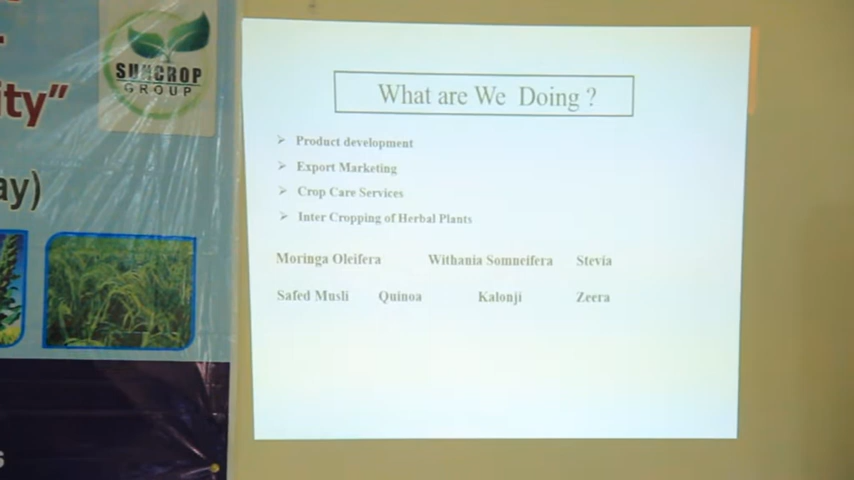 ity”
ay)
SUNCROP
GROUP
What are We Doing ?
➢ Product development
➢ Export Marketing
➢ Crop Care Services
➢ Inter Cropping of Herbal Plants
Moringa Oleifera Withania Somneifera Stevia
Safed Musli Quinoa Kalonji Zeera
s